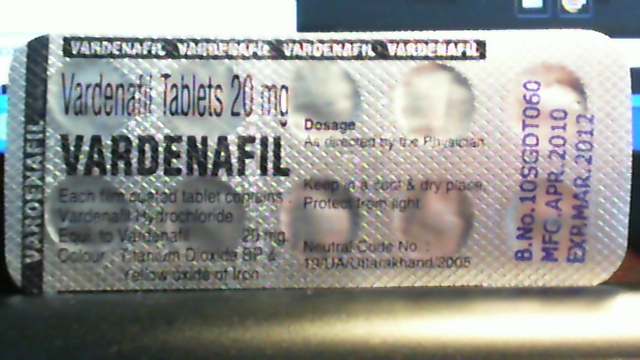 VARDENAFIL VARDENAFIL VARDENAFIL VARDENAFIL
VARDENAFIL
Vardenafil Tablets 20 mg
VARDENAFIL
Each film coated tablet contains :
Vardenafil Hydrochloride
Equi. to Vardenafil 20 mg.
Colour : Titanium Dioxide BP &
Yellow oxide of Iron
Dosage
As directed by the Physician.
Keep in a cool & dry place.
Protect from light.
Neutral Code No :
19/UA/Uttarakhand/2008
B.No.10SGDT060
MFG.APR.2010
EXP.MAR.2012